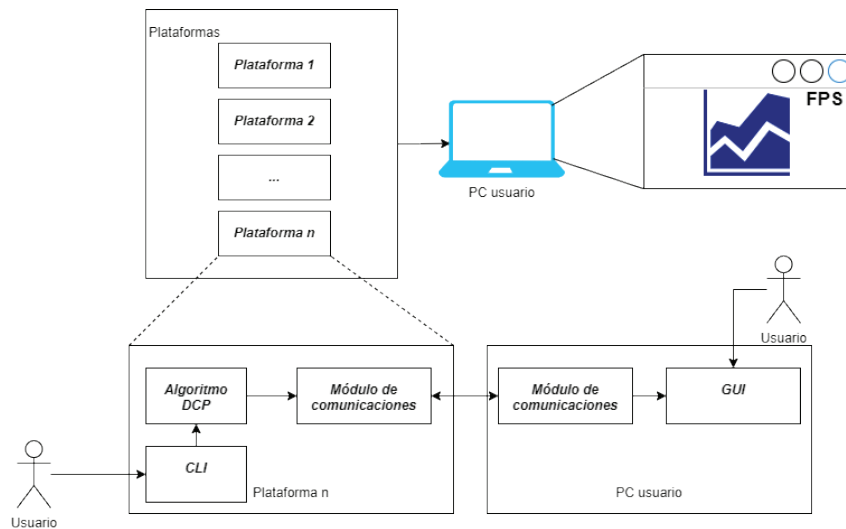 Plataformas
Plataforma 1
Plataforma 2
...
Plataforma n
PC usuario
FPS
Usuario
Algoritmo
DCP
Módulo de
comunicaciones
CLI
Plataforma n
Usuario
Módulo de
comunicaciones
GUI
PC usuario